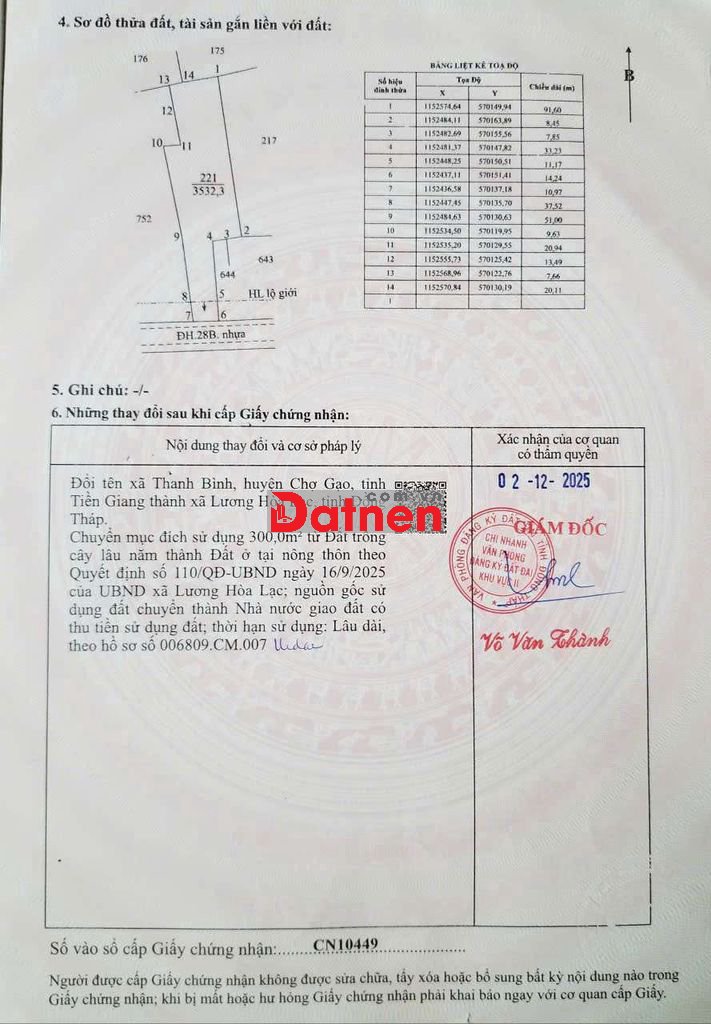 4. Sơ đồ thửa đất, tài sản gắn liền với đất:
176
175
13
14
1
12
10
11
217
221
3532,3
752
9
4
3
2
643
644
8
5
HL lộ giới
7
6
ĐH.28B. nhựa
B
BẢNG LIỆT KÊ TOẠ ĐỘ
Số hiệu đỉnh thửa Tọa Độ Chiều dài (m)
X Y
1 1152574,64 570149,94
91,60
2 1152484,11 570163,89
8,45
3 1152482,69 570155,56
7,85
4 1152481,37 570147,82
33,23
5 1152448,25 570150,51
11,17
6 1152437,11 570151,41
14,24
7 1152436,58 570137,18
10,97
8 1152447,45 570135,70
37,52
9 1152484,63 570130,63
51,00
10 1152534,50 570119,95
9,63
11 1152535,20 570129,55
20,94
12 1152555,73 570125,42
13,49
13 1152568,96 570122,76
7,66
14 1152570,84 570130,19
20,11
1
5. Ghi chú: -/-
6. Những thay đổi sau khi cấp Giấy chứng nhận:
Nội dung thay đổi và cơ sở pháp lý
Xác nhận của cơ quan
có thẩm quyền
Đổi tên xã Thanh Bình, huyện Chợ Gạo, tỉnh
Tiền Giang thành xã Lương Hòa Lạc, tỉnh Đồng
Tháp.
Chuyển mục đích sử dụng 300,0m² từ Đất trồng
cây lâu năm thành Đất ở tại nông thôn theo
Quyết định số 110/QĐ-UBND ngày 16/9/2025
của UBND xã Lương Hòa Lạc; nguồn gốc sử
dụng đất chuyển thành Nhà nước giao đất có
thu tiền sử dụng đất; thời hạn sử dụng: Lâu dài,
theo hồ sơ số 006809.CM.007
Datnen
.com.vn
02 -12- 2025
GIÁM ĐỐC
VĂN PHÒNG ĐĂNG KÝ ĐẤT ĐAI TỈNH ĐỒNG THÁP
CHI NHÁNH
VĂN PHÒNG
ĐĂNG KÝ ĐẤT ĐAI
KHU VỰC II
Võ Văn Thành
Số vào sổ cấp Giấy chứng nhận:.......CN10449.......
Người được cấp Giấy chứng nhận không được sửa chữa, tẩy xóa hoặc bổ sung bất kỳ nội dung nào trong
Giấy chứng nhận; khi bị mất hoặc hư hỏng Giấy chứng nhận phải khai báo ngay với cơ quan cấp Giấy.